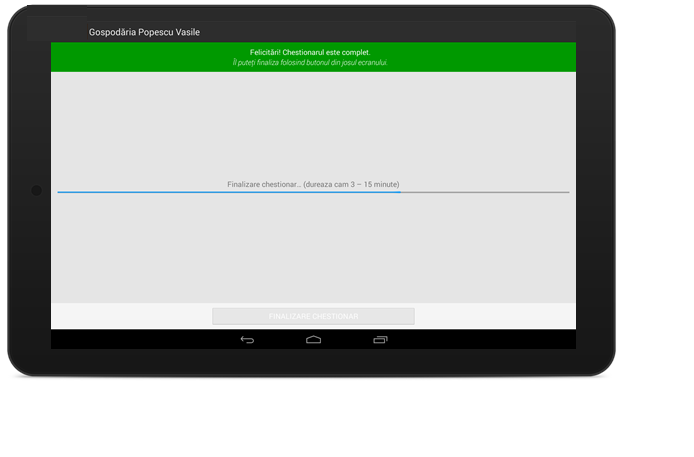 Gospodăria Popescu Vasile
Felicitări! Chestionarul este complet.
Îl puteți finaliza folosind butonul din josul ecranului.
Finalizare chestionar... (dureaza cam 3 – 15 minute)
FINALIZARE CHESTIONAR